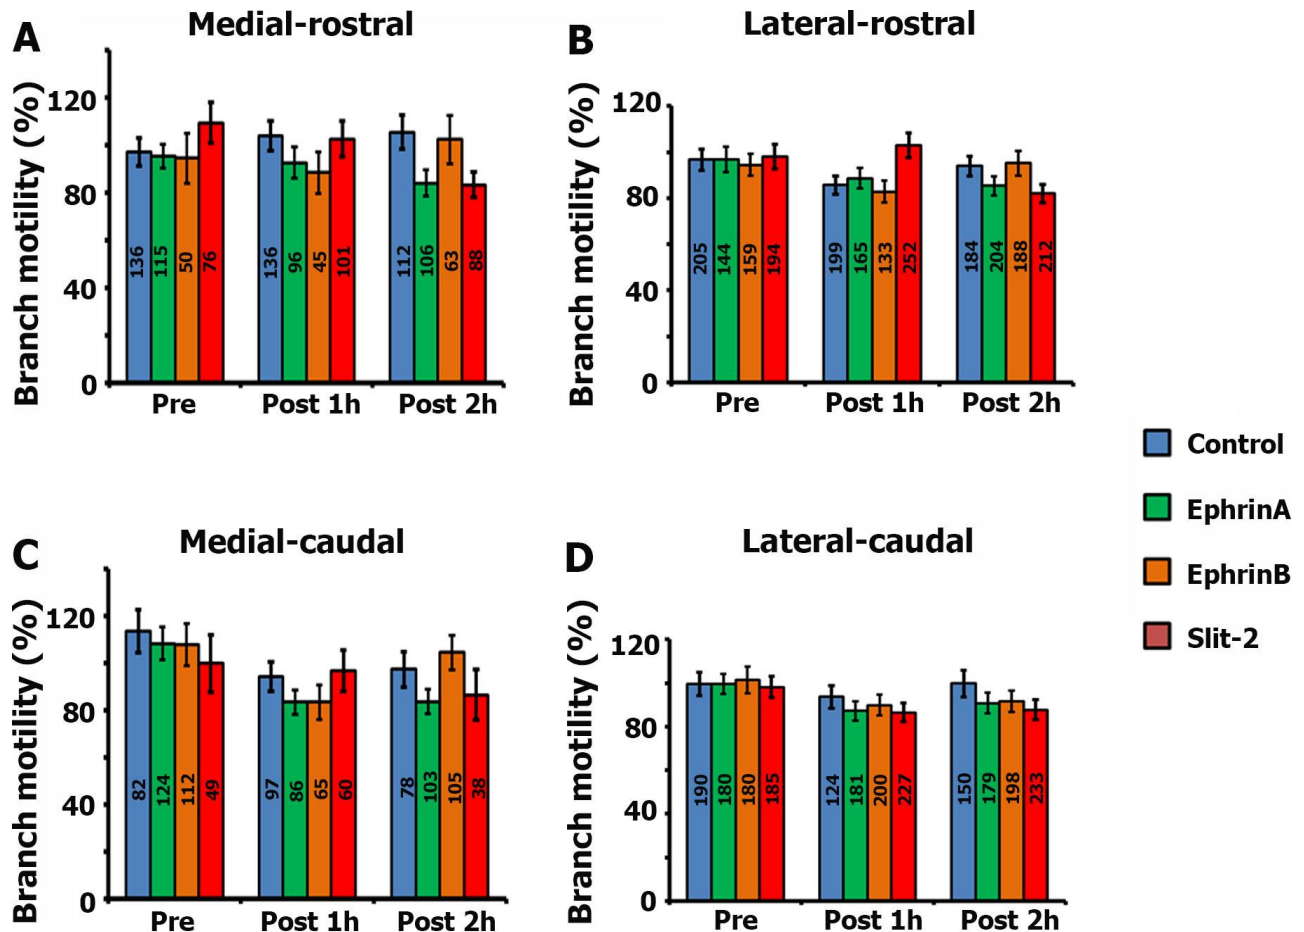 A
Medial-rostral
Branch motility (%)
120
80
40
0
136
115
50
76
136
96
45
101
112
106
63
88
Pre
Post 1h
Post 2h
B
Lateral-rostral
Branch motility (%)
120
80
40
0
205
144
159
194
199
165
133
252
184
204
188
212
Pre
Post 1h
Post 2h
Control
EphrinA
EphrinB
Slit-2
C
Medial-caudal
Branch motility (%)
120
80
40
0
82
124
112
49
97
86
65
60
78
103
105
38
Pre
Post 1h
Post 2h
D
Lateral-caudal
Branch motility (%)
120
80
40
0
190
180
180
185
124
181
200
227
150
179
198
233
Pre
Post 1h
Post 2h